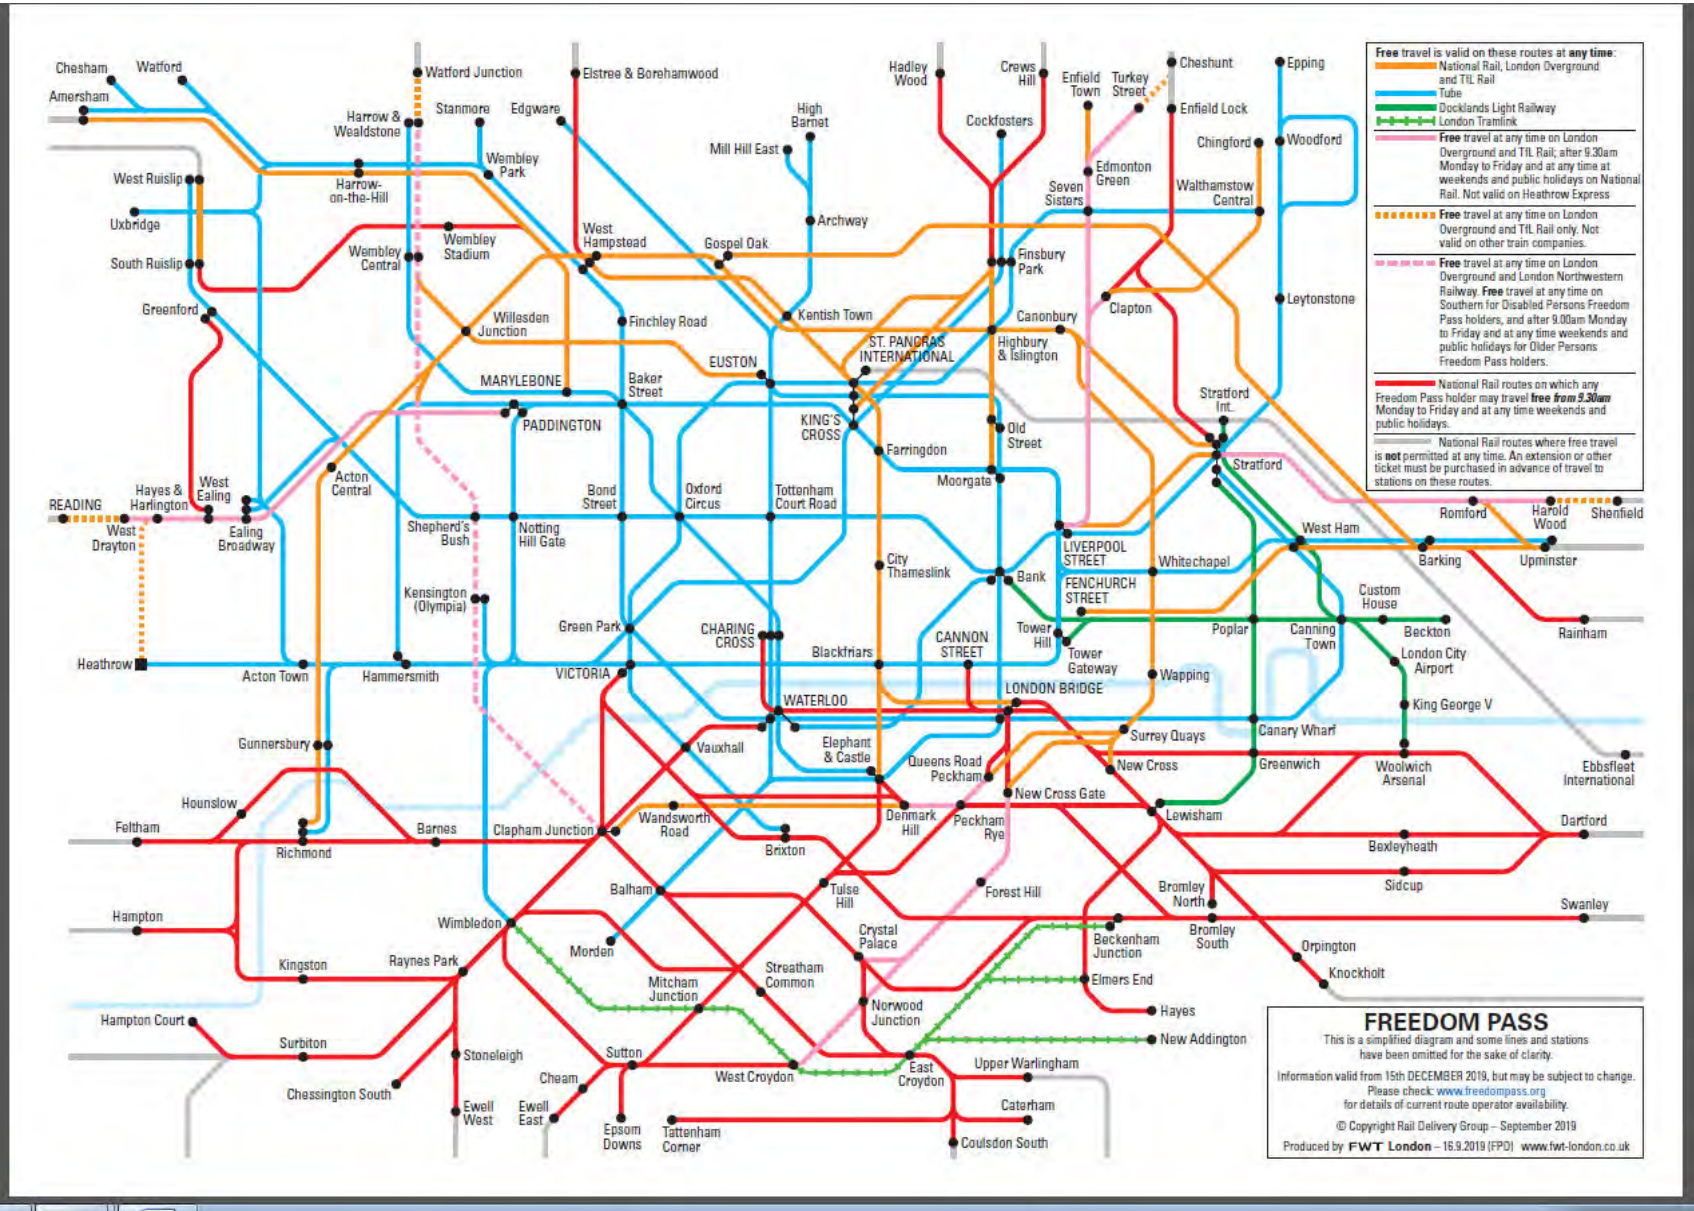 Chesham
Watford
Amersham
Watford Junction
Elstree & Borehamwood
Hadley
Wood
Crews
Hill
Enfield
Town
Turkey
Street
Cheshunt
Epping
Harrow &
Wealdstone
Stanmore
Edgware
High
Barnet
Cockfosters
Enfield Lock
Mill Hill East
Chingford
Woodford
West Ruislip
Harrow-
on-the-Hill
Wembley
Park
Edmonton
Green
Seven
Sisters
Walthamstow
Central
Uxbridge
Archway
Wembley
Stadium
West
Hampstead
Gospel Oak
Wembley
Central
South Ruislip
Finsbury
Park
Greenford
Willesden
Junction
Finchley Road
Kentish Town
Canonbury
Clapton
Leytonstone
ST. PANCRAS
INTERNATIONAL
Highbury
& Islington
EUSTON
MARYLEBONE
Baker
Street
Stratford
Int.
PADDINGTON
KING'S
CROSS
Old
Street
Farringdon
Stratford
Acton
Central
Moorgate
READING
Hayes &
Harlington
West
Ealing
West
Drayton
Ealing
Broadway
Bond
Street
Oxford
Circus
Tottenham
Court Road
Shepherd's
Bush
Notting
Hill Gate
Romford
Harold
Wood
Shenfield
LIVERPOOL
STREET
West Ham
Barking
Upminster
City
Thameslink
Whitechapel
Bank
FENCHURCH
STREET
Kensington
(Olympia)
Custom
House
Green Park
CHARING
CROSS
CANNON
STREET
Tower
Hill
Poplar
Canning
Town
Beckton
Rainham
Blackfriars
Tower
Gateway
London City
Airport
Heathrow
Acton Town
Hammersmith
VICTORIA
Wapping
LONDON BRIDGE
WATERLOO
King George V
Gunnersbury
Vauxhall
Elephant
& Castle
Surrey Quays
Canary Wharf
Queens Road
Peckham
New Cross
Greenwich
Woolwich
Arsenal
Ebbsfleet
International
Hounslow
New Cross Gate
Feltham
Barnes
Clapham Junction
Wandsworth
Road
Denmark
Hill
Peckham
Rye
Lewisham
Dartford
Richmond
Brixton
Bexleyheath
Balham
Tulse
Hill
Forest Hill
Bromley
North
Sidcup
Hampton
Wimbledon
Morden
Crystal
Palace
Beckenham
Junction
Bromley
South
Swanley
Orpington
Kingston
Raynes Park
Mitcham
Junction
Streatham
Common
Elmers End
Knockholt
Norwood
Junction
Hayes
Hampton Court
New Addington
Surbiton
Stoneleigh
Sutton
West Croydon
East
Croydon
Upper Warlingham
Cheam
Chessington South
Ewell
West
Ewell
East
Epsom
Downs
Tattenham
Corner
Caterham
Coulsdon South
Free travel is valid on these routes at any time:
National Rail, London Overground
and TfL Rail
Tube
Docklands Light Railway
London Tramlink
Free travel at any time on London
Overground and TfL Rail; after 9.30am
Monday to Friday and at any time at
weekends and public holidays on National
Rail. Not valid on Heathrow Express
Free travel at any time on London
Overground and TfL Rail only. Not
valid on other train companies.
Free travel at any time on London
Overground and London Northwestern
Railway. Free travel at any time on
Southern for Disabled Persons Freedom
Pass holders, and after 9.00am Monday
to Friday and at any time weekends and
public holidays for Older Persons
Freedom Pass holders.
National Rail routes on which any
Freedom Pass holder may travel free from 9.30am
Monday to Friday and at any time weekends and
public holidays.
National Rail routes where free travel
is not permitted at any time. An extension or other
ticket must be purchased in advance of travel to
stations on these routes.
FREEDOM PASS
This is a simplified diagram and some lines and stations
have been omitted for the sake of clarity.
Information valid from 15th DECEMBER 2019, but may be subject to change.
Please check: www.freedompass.org
for details of current route operator availability.
© Copyright Rail Delivery Group – September 2019
Produced by FWT London – 16.9.2019 (FPD) www.fwt-london.co.uk